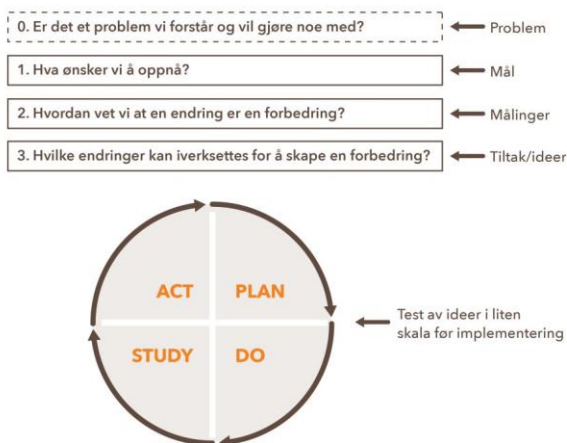 0. Er det et problem vi forstår og vil gjøre noe med?
Problem
1. Hva ønsker vi å oppnå?
Mål
2. Hvordan vet vi at en endring er en forbedring?
Målinger
3. Hvilke endringer kan iverksettes for å skape en forbedring?
Tiltak/ideer
ACT
PLAN
Test av ideer i liten
skala før implementering
STUDY
DO